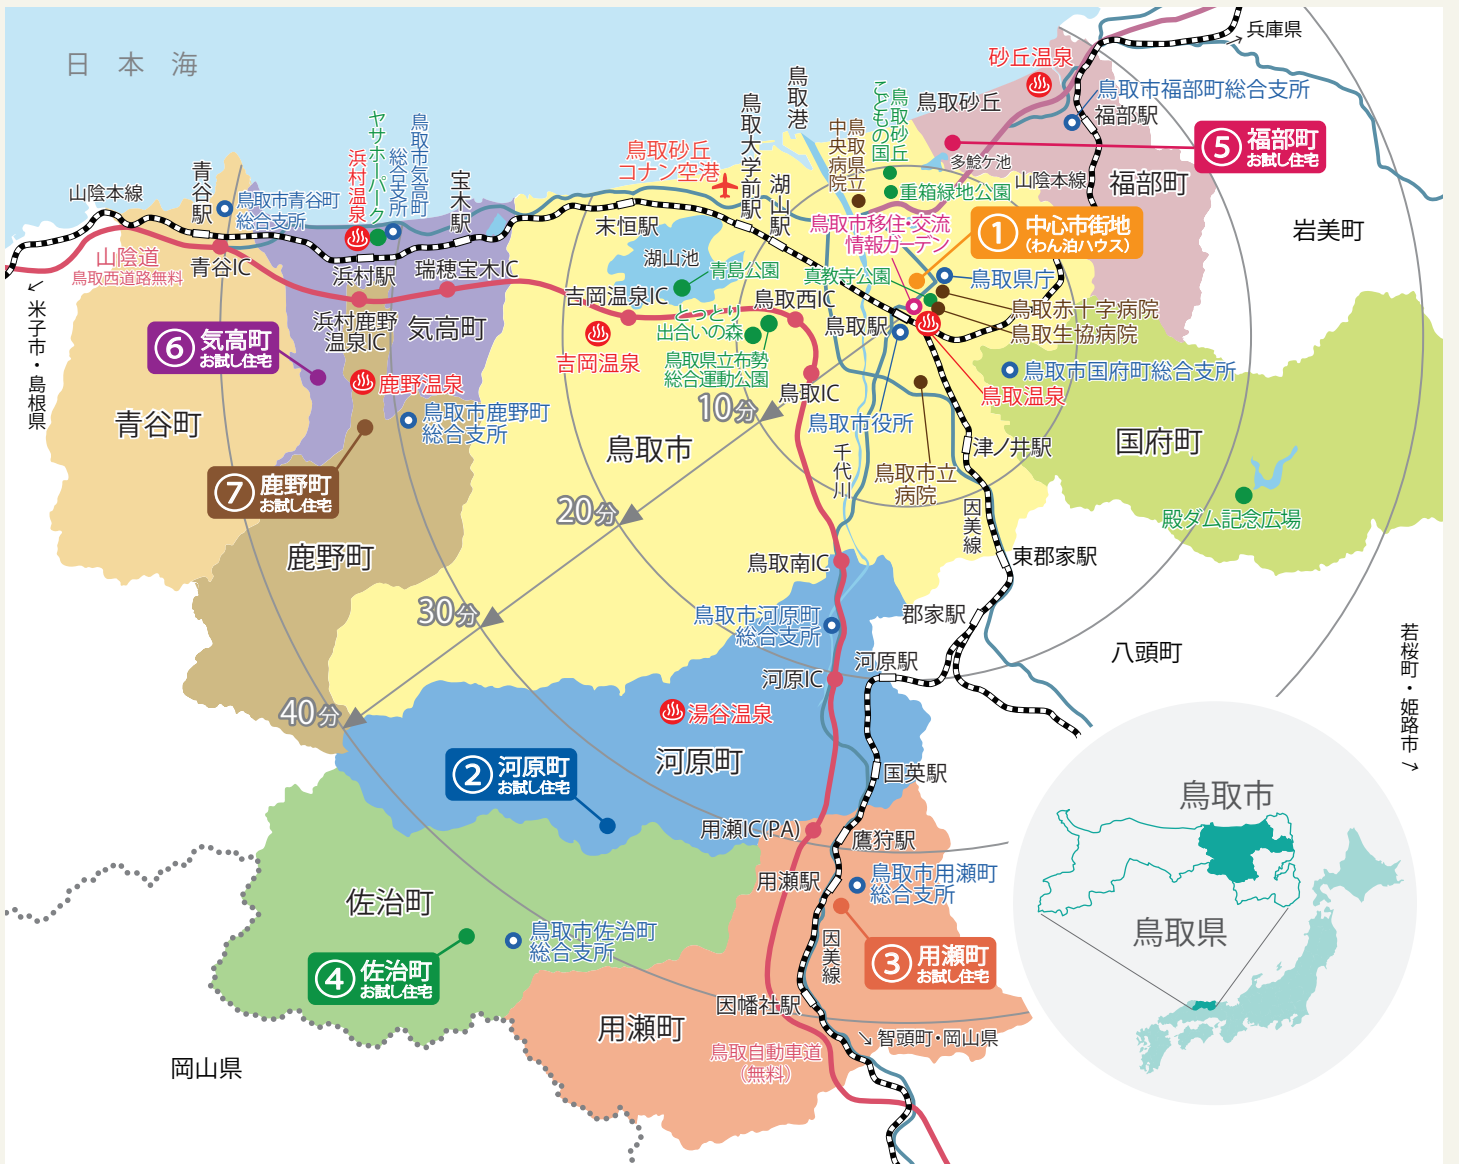 日本海
兵庫県
砂丘温泉
鳥取市福部町総合支所
福部駅
⑤ 福部町
お試し住宅
鳥取砂丘
多鯰ケ池
山陰本線
福部町
岩美町
鳥取港
鳥取砂丘
こどもの国
重箱緑地公園
鳥取県立
中央病院
鳥取大学前駅
湖山駅
鳥取砂丘
コナン空港
鳥取市移住・交流
情報ガーデン
① 中心市街地
(わん泊ハウス)
鳥取県庁
真教寺公園
鳥取赤十字病院
鳥取生協病院
鳥取駅
鳥取温泉
鳥取市役所
鳥取市国府町総合支所
国府町
殿ダム記念広場
山陰本線
青谷駅
鳥取市青谷町
総合支所
浜村温泉
ヤサホーパーク
鳥取市気高町
総合支所
宝木駅
山陰道
鳥取西道路無料
青谷IC
浜村駅
瑞穂宝木IC
浜村鹿野
温泉IC
気高町
末恒駅
湖山池
青島公園
吉岡温泉IC
吉岡温泉
とっとり
出合いの森
鳥取県立布勢
総合運動公園
鳥取西IC
鳥取IC
米子市・島根県
⑥ 気高町
お試し住宅
鹿野温泉
鳥取市鹿野町
総合支所
青谷町
⑦ 鹿野町
お試し住宅
鹿野町
鳥取市
10分
20分
30分
40分
千代川
鳥取市立
病院
津ノ井駅
因美線
東郡家駅
鳥取南IC
郡家駅
八頭町
若桜町・姫路市
鳥取市河原町
総合支所
河原駅
河原IC
湯谷温泉
河原町
② 河原町
お試し住宅
国英駅
用瀬IC(PA)
鷹狩駅
用瀬駅
鳥取市用瀬町
総合支所
③ 用瀬町
お試し住宅
因美線
佐治町
④ 佐治町
お試し住宅
鳥取市佐治町
総合支所
因幡社駅
用瀬町
智頭町・岡山県
鳥取自動車道
(無料)
岡山県
鳥取市
鳥取県